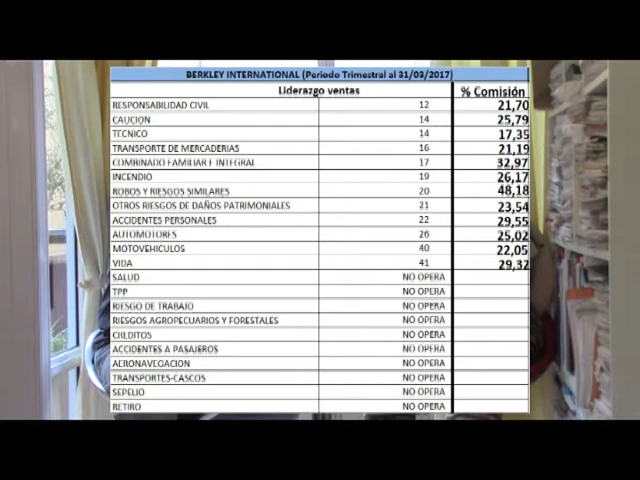 BERKLEY INTERNATIONAL (Periodo Trimestral al 31/03/2017)
Liderazgo ventas % Comisión
RESPONSABILIDAD CIVIL 12 21,70
CAUCION 14 25,79
TECNICO 14 17,35
TRANSPORTE DE MERCADERIAS 16 21,19
COMBINADO FAMILIAR E INTEGRAL 17 32,97
INCENDIO 19 26,17
ROBOS Y RIESGOS SIMILARES 20 48,18
OTROS RIESGOS DE DAÑOS PATRIMONIALES 21 23,54
ACCIDENTES PERSONALES 22 29,55
AUTOMOTORES 26 25,02
MOTOVEHICULOS 40 22,05
VIDA 41 29,32
SALUD NO OPERA
TPP NO OPERA
RIESGO DE TRABAJO NO OPERA
RIESGOS AGROPECUARIOS Y FORESTALES NO OPERA
CREDITOS NO OPERA
ACCIDENTES A PASAJEROS NO OPERA
AERONAVEGACION NO OPERA
TRANSPORTES-CASCOS NO OPERA
SEPELIO NO OPERA
RETIRO NO OPERA